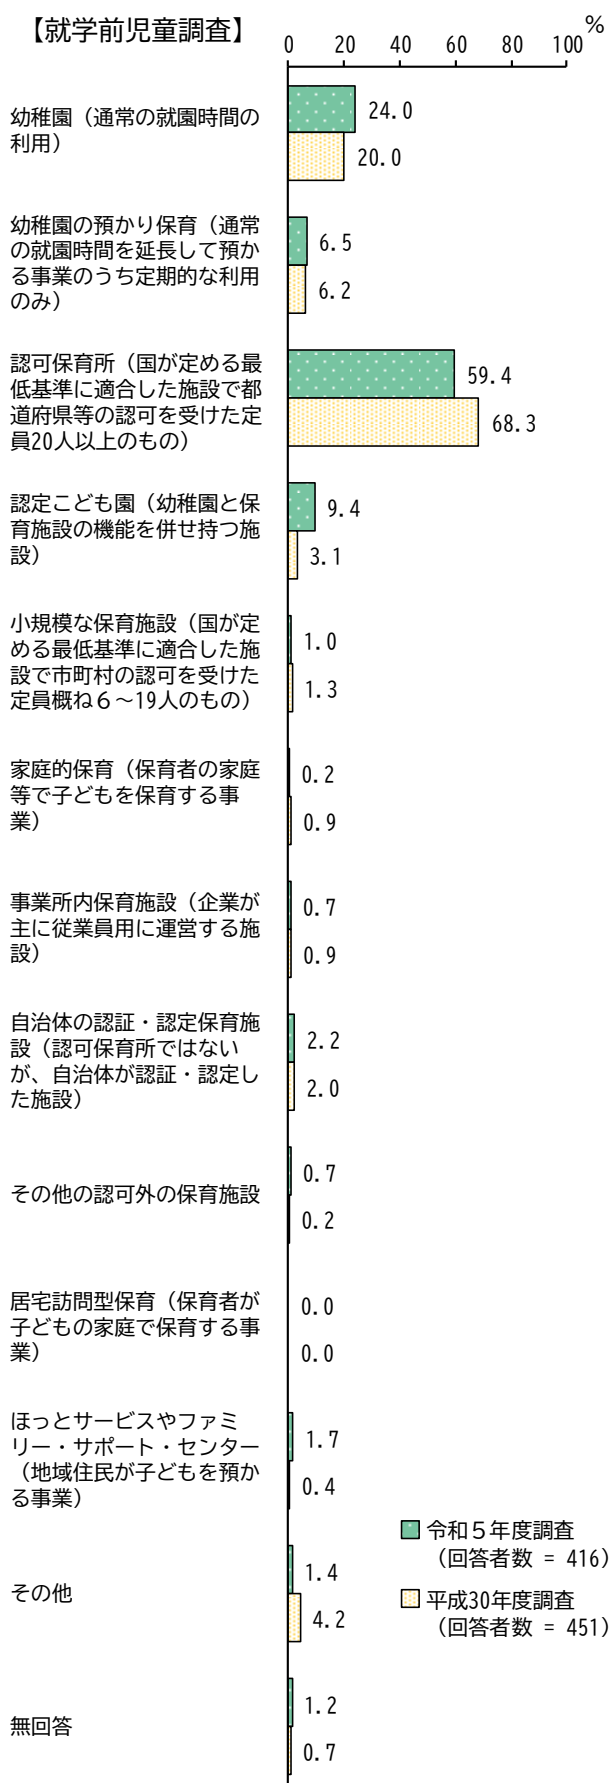 【就学前児童調査】
%
0 20 40 60 80 100
幼稚園（通常の就園時間の
利用）
24.0
20.0
幼稚園の預かり保育（通常
の就園時間を延長して預か
る事業のうち定期的な利用
のみ）
6.5
6.2
認可保育所（国が定める最
低基準に適合した施設で都
道府県等の認可を受けた定
員20人以上のもの）
59.4
68.3
認定こども園（幼稚園と保
育施設の機能を併せ持つ施
設）
9.4
3.1
小規模な保育施設（国が定
める最低基準に適合した施
設で市町村の認可を受けた
定員概ね６～19人のもの）
1.0
1.3
家庭的保育（保育者の家庭
等で子どもを保育する事
業）
0.2
0.9
事業所内保育施設（企業が
主に従業員用に運営する施
設）
0.7
0.9
自治体の認証・認定保育施
設（認可保育所ではない
が、自治体が認証・認定し
た施設）
2.2
2.0
その他の認可外の保育施設
0.7
0.2
居宅訪問型保育（保育者が
子どもの家庭で保育する事
業）
0.0
0.0
ほっとサービスやファミ
リー・サポート・センター
（地域住民が子どもを預か
る事業）
1.7
0.4
その他
1.4
4.2
無回答
1.2
0.7
令和５年度調査
（回答者数 = 416）
平成30年度調査
（回答者数 = 451）